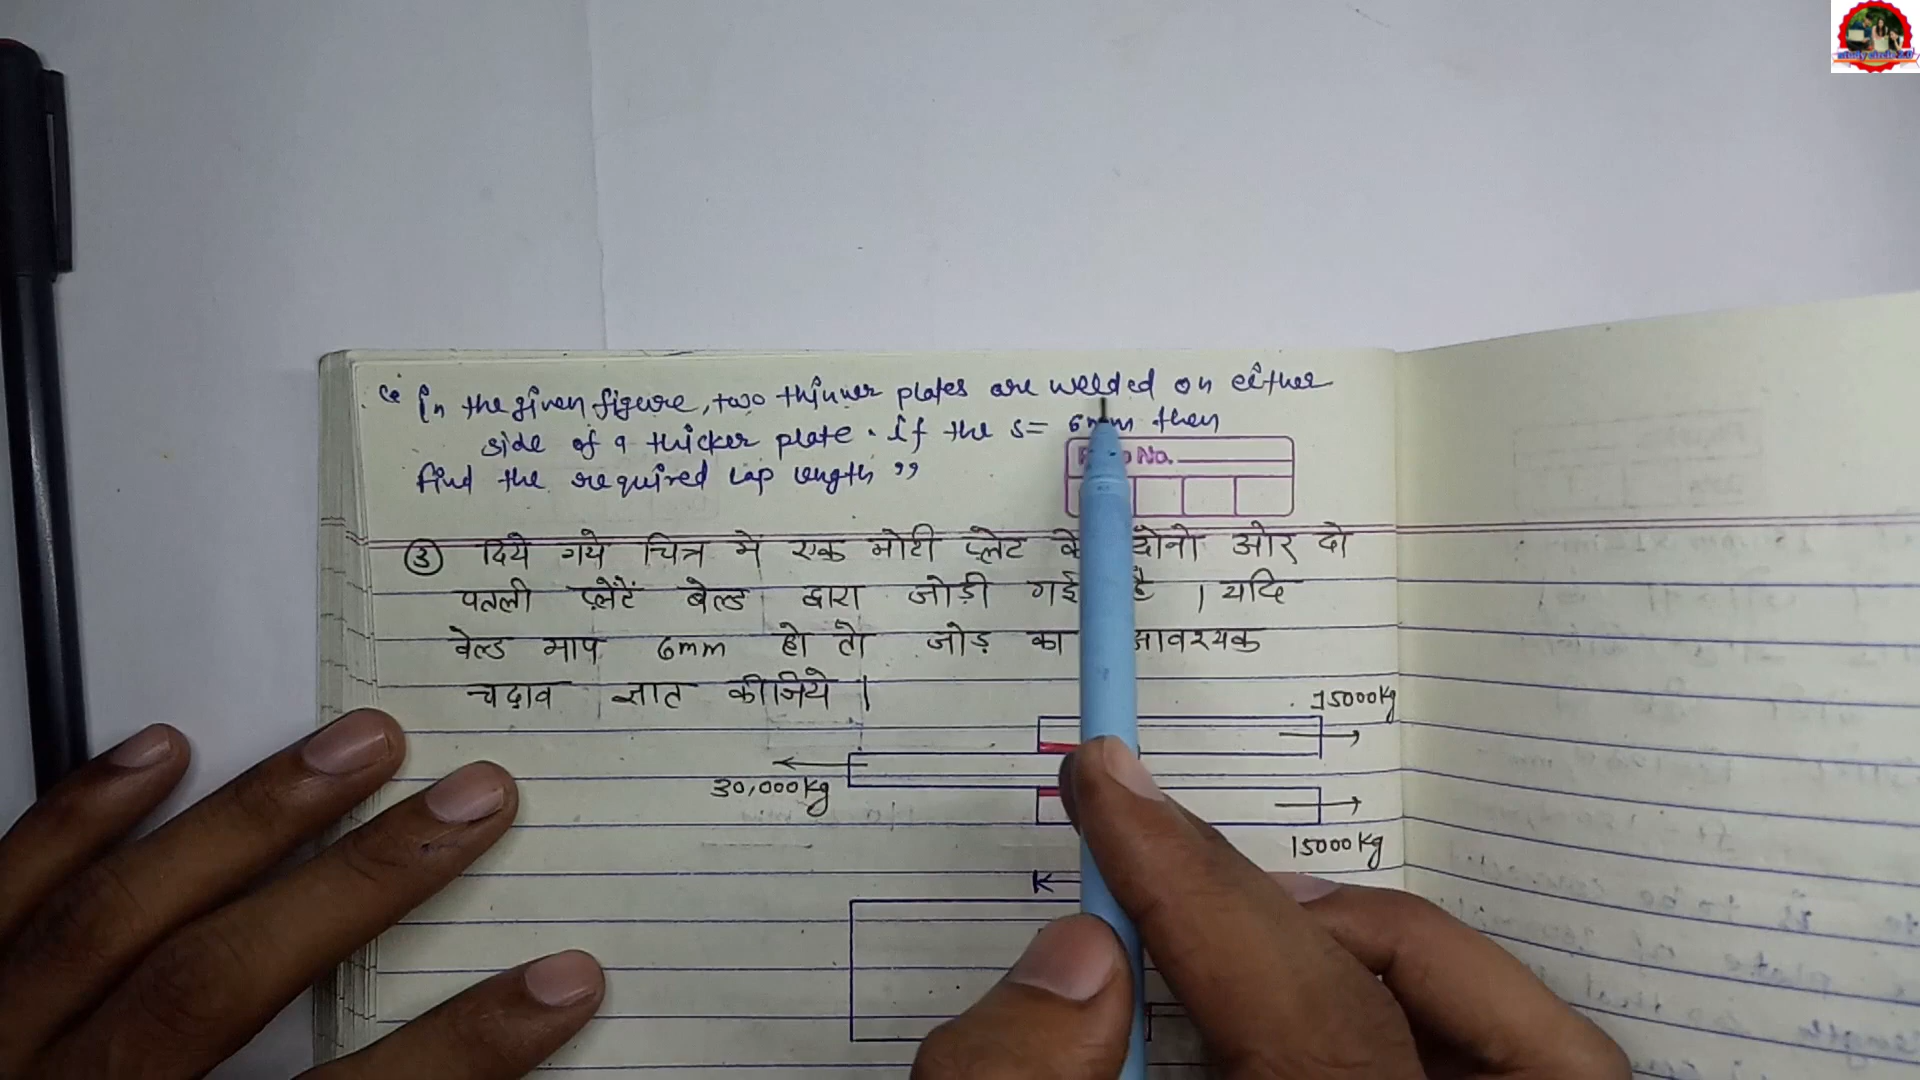 “ In the given figure, two thinner plates are welded on either
side of a thicker plate. If the s= 6mm then
find the required lap length ”
No.
③ दिये गये चित्र में एक मोटी प्लेट के दोनो ओर दो
पतली प्लेटें वेल्ड द्वारा जोड़ी गई है । यदि
वेल्ड माप 6mm हो तो जोड़ का आवश्यक
चढ़ाव ज्ञात कीजिये ।
15000kg
30,000kg
15000kg